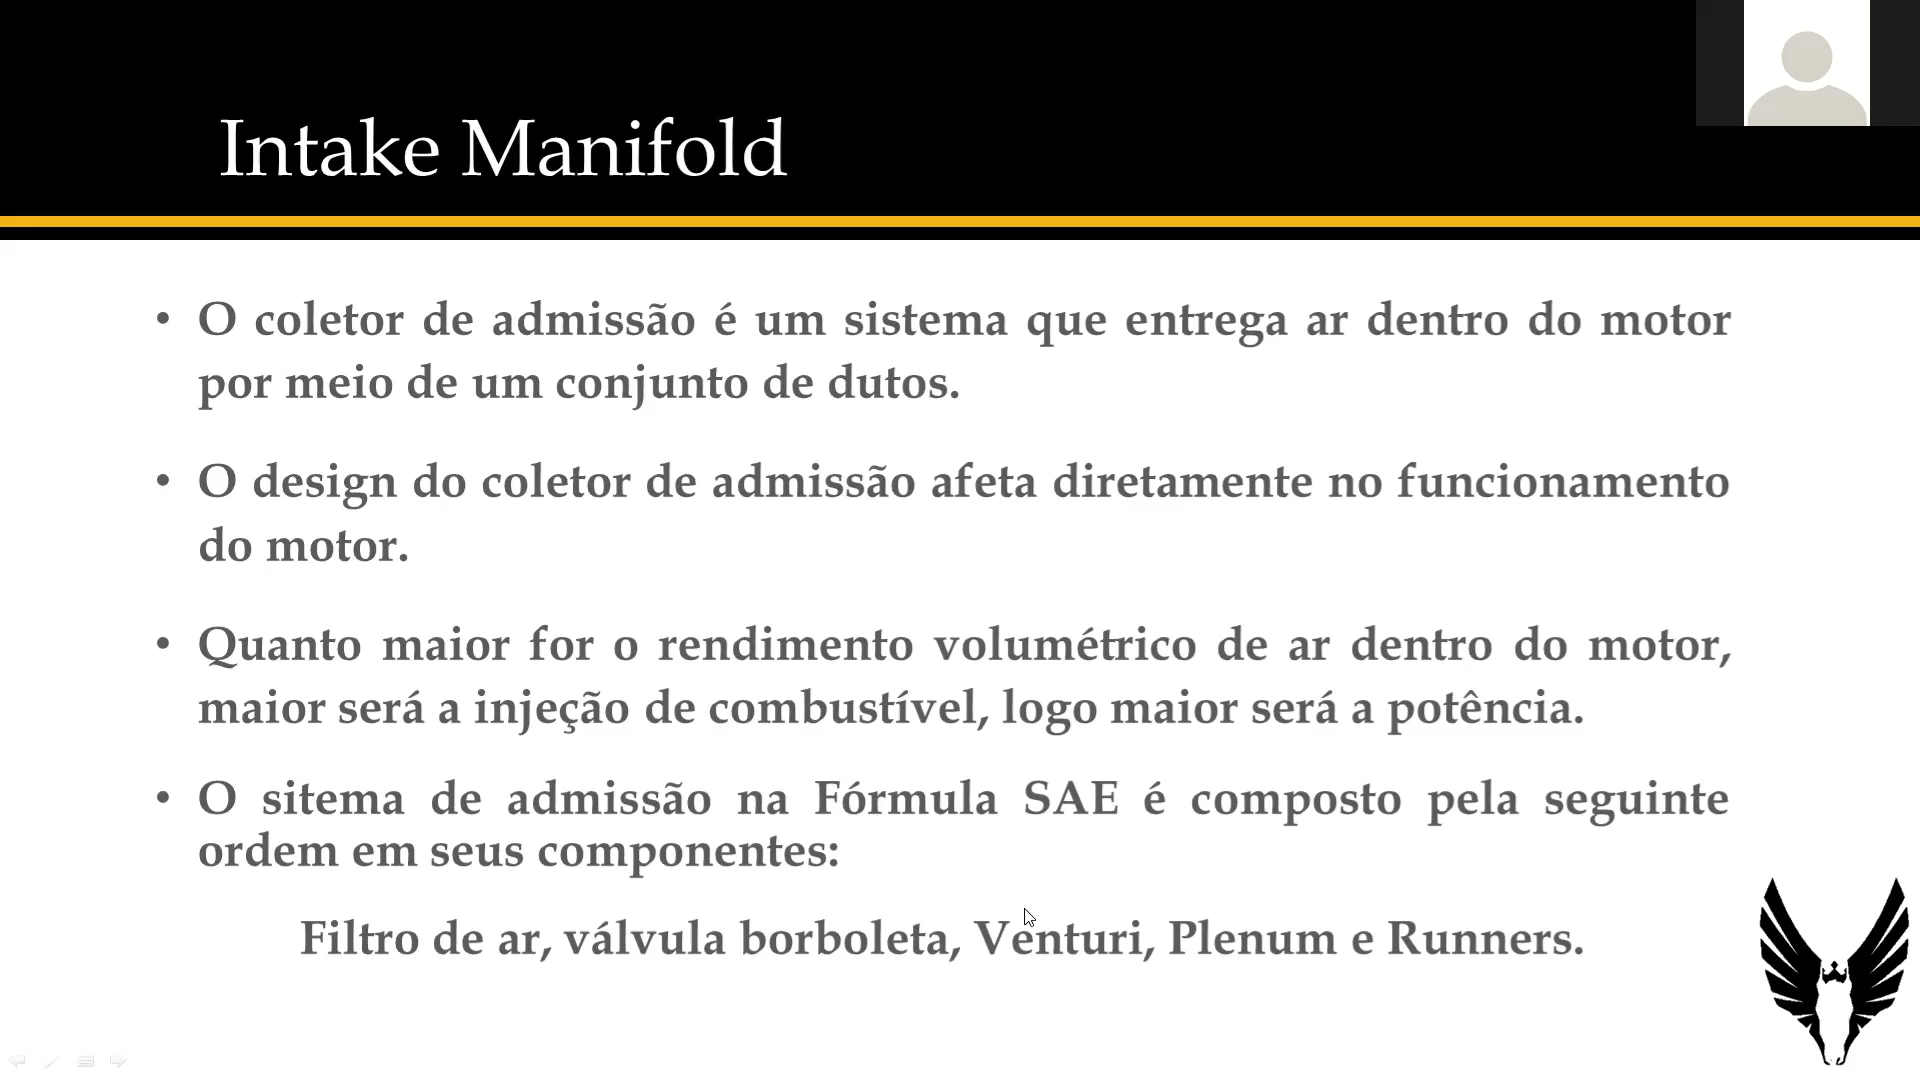 Intake Manifold
• O coletor de admissão é um sistema que entrega ar dentro do motor
por meio de um conjunto de dutos.
• O design do coletor de admissão afeta diretamente no funcionamento
do motor.
• Quanto maior for o rendimento volumétrico de ar dentro do motor,
maior será a injeção de combustível, logo maior será a potência.
• O sitema de admissão na Fórmula SAE é composto pela seguinte
ordem em seus componentes:
Filtro de ar, válvula borboleta, Venturi, Plenum e Runners.